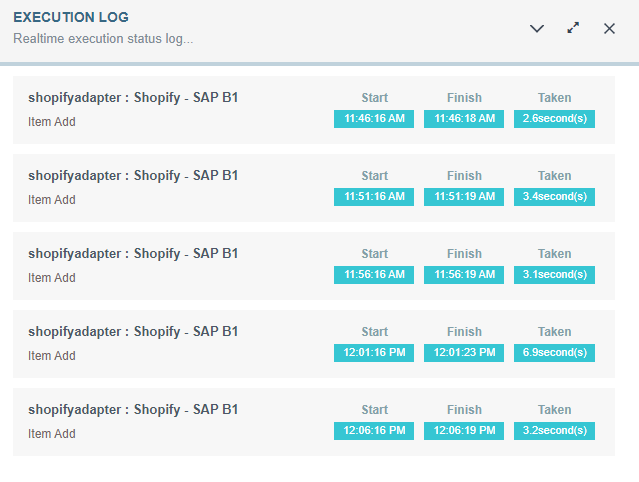 EXECUTION LOG
Realtime execution status log...
shopifyadapter : Shopify - SAP B1
Item Add
Start Finish Taken
11:46:16 AM 11:46:18 AM 2.6second(s)
shopifyadapter : Shopify - SAP B1
Item Add
Start Finish Taken
11:51:16 AM 11:51:19 AM 3.4second(s)
shopifyadapter : Shopify - SAP B1
Item Add
Start Finish Taken
11:56:16 AM 11:56:19 AM 3.1second(s)
shopifyadapter : Shopify - SAP B1
Item Add
Start Finish Taken
12:01:16 PM 12:01:23 PM 6.9second(s)
shopifyadapter : Shopify - SAP B1
Item Add
Start Finish Taken
12:06:16 PM 12:06:19 PM 3.2second(s)